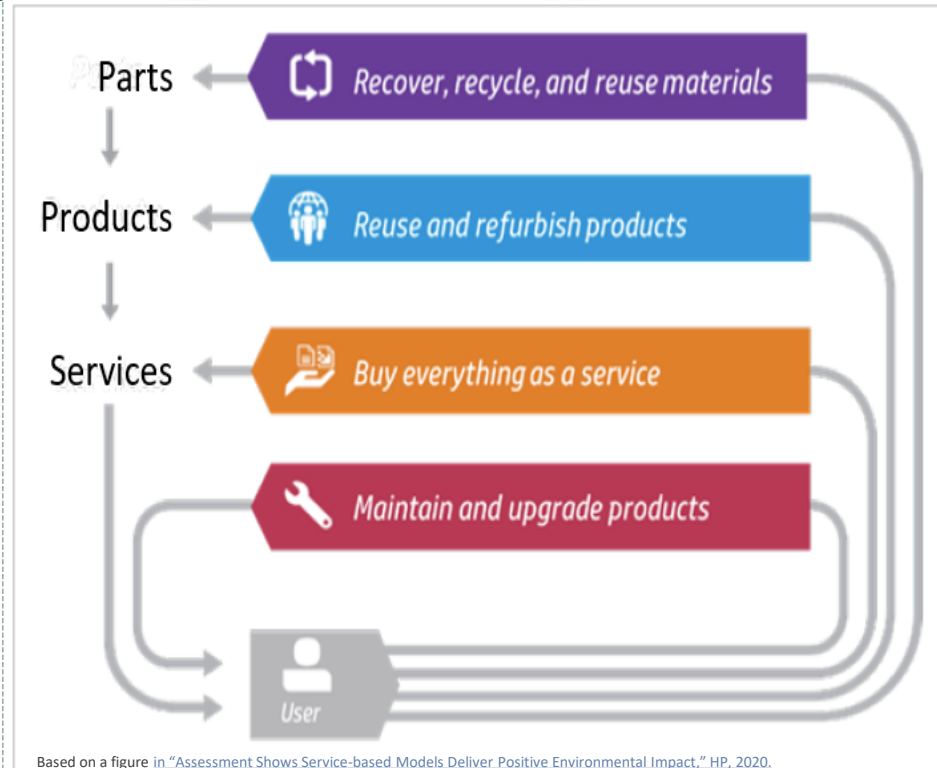 Parts
Recover, recycle, and reuse materials
Products
Reuse and refurbish products
Services
Buy everything as a service
Maintain and upgrade products
User
Based on a figure in “Assessment Shows Service-based Models Deliver Positive Environmental Impact,” HP, 2020.